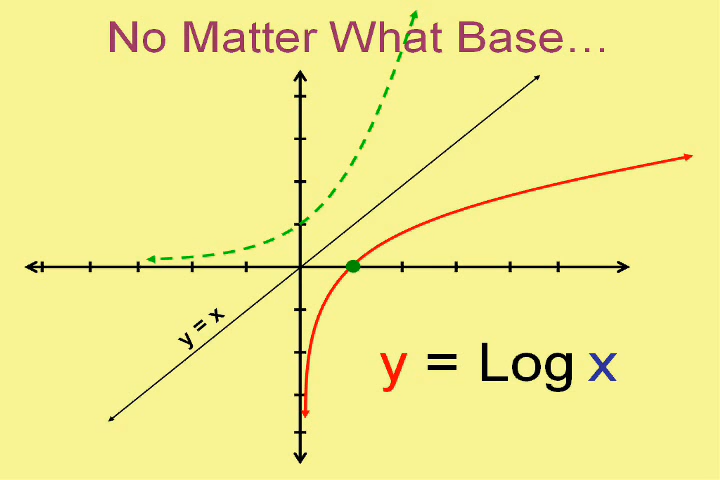 No Matter What Base…
y = x
y = Log x